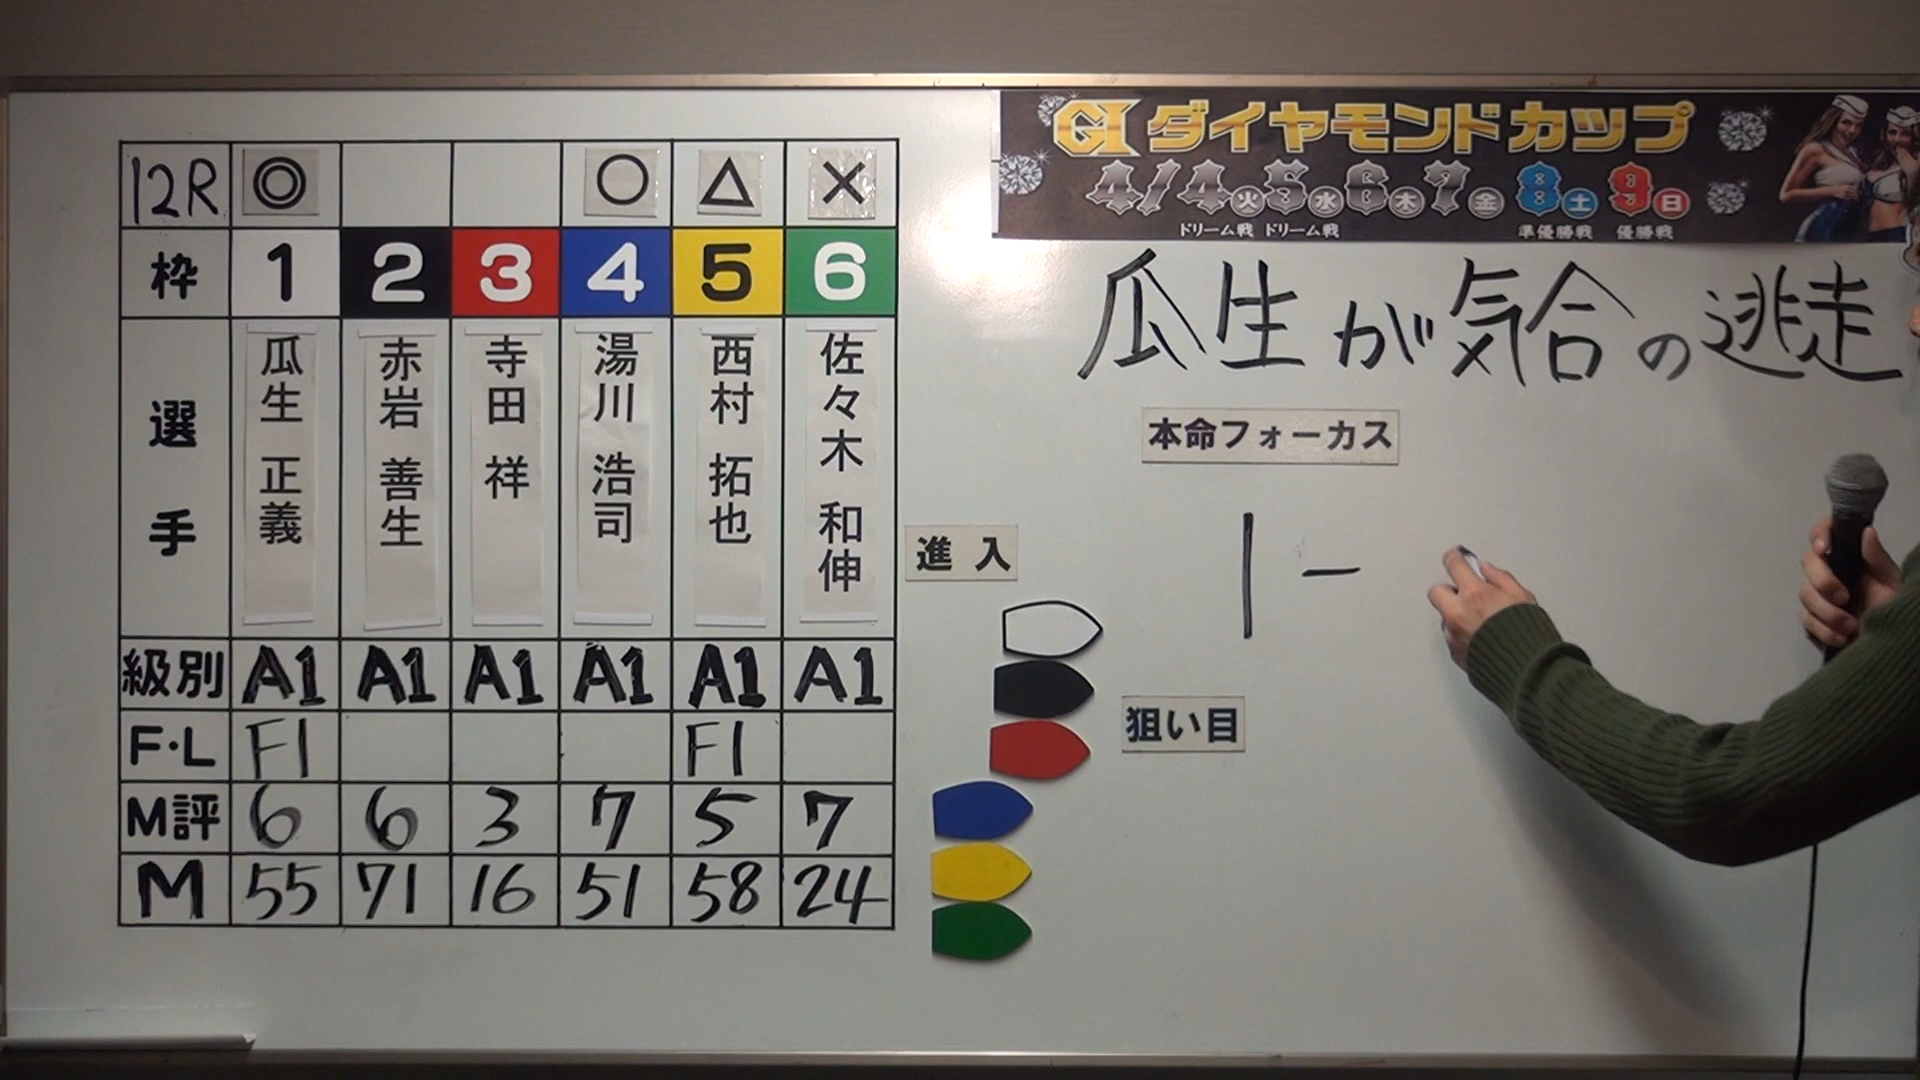 12R ◎ ○ △ ×
枠 1 2 3 4 5 6
選手 瓜生 正義 赤岩 善生 寺田 祥 湯川 浩司 西村 拓也 佐々木 和伸
級別 A1 A1 A1 A1 A1 A1
F・L F1 F1
M評 6 6 3 7 5 7
M 55 71 16 51 58 24
進入
GI ダイヤモンドカップ
4/4火 5水 6木 7金 8土 9日
ドリーム戦 ドリーム戦 準優勝戦 優勝戦
瓜生が気合の逃走
本命フォーカス
1 —
狙い目